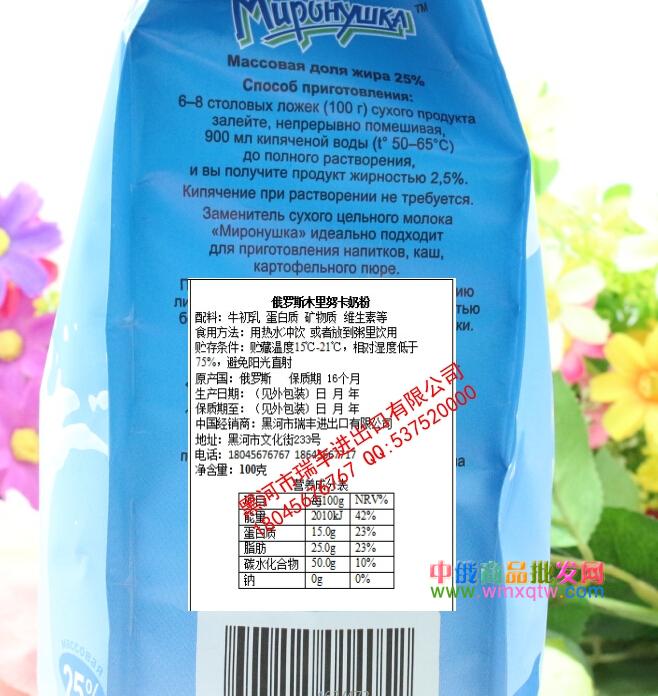 Миронушка™
Массовая доля жира 25%
Способ приготовления:
6–8 столовых ложек (100 г) сухого продукта
залейте, непрерывно помешивая,
900 мл кипяченой воды (t° 50–65°С)
до полного растворения,
и вы получите продукт жирностью 2,5%.
Кипячение при растворении не требуется.
Заменитель сухого цельного молока
«Миронушка» идеально подходит
для приготовления напитков, каш,
картофельного пюре.
俄罗斯木里努卡奶粉
配料：牛初乳 蛋白质 矿物质 维生素等
食用方法：用热水冲饮 或者放到粥里饮用
贮存条件：贮藏温度15℃-21℃，相对湿度低于
75%，避免阳光直射
原产国：俄罗斯 保质期 16个月
生产日期：（见外包装）日 月 年
保质期至：（见外包装）日 月 年
中国经销商：黑河市瑞丰进出口有限公司
地址：黑河市文化街233号
电话：18045676767
净含量：100克
营养成分表
项目 每100g NRV%
能量 2010kJ 42%
蛋白质 15.0g 23%
脂肪 25.0g 23%
碳水化合物 50.0g 10%
钠 0g 0%
黑河市瑞丰进出口有限公司
18045676767 QQ:537520000
中俄商品批发网
www.wmxqtw.com
массовая
25%